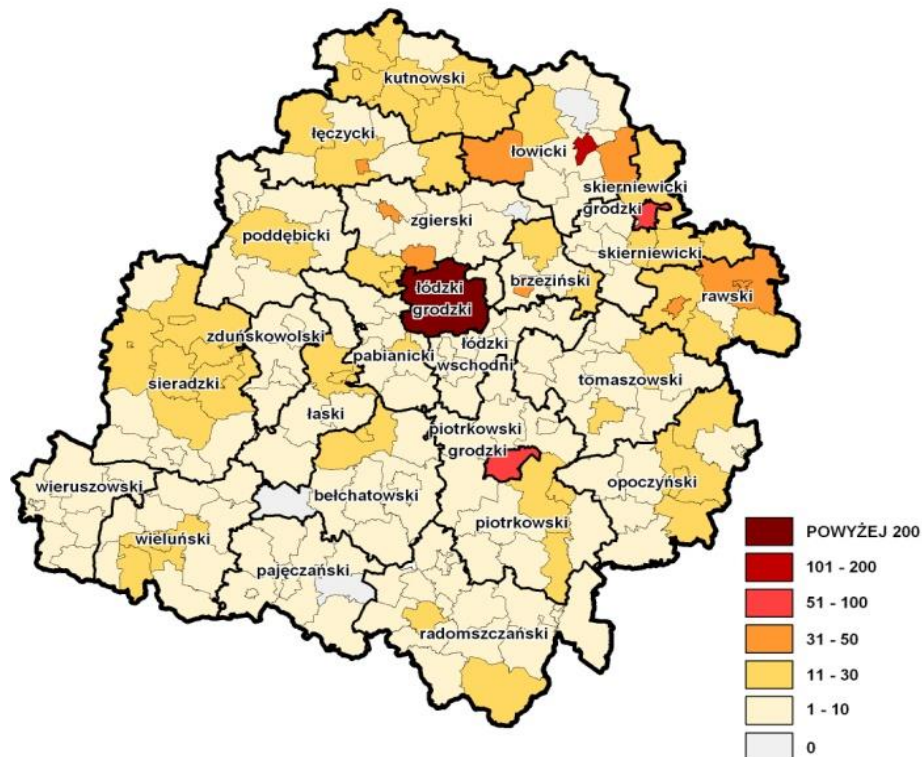 kutnowski
łęczycki
łowicki
skierniewicki
grodzki
zgierski
poddębicki
skierniewicki
brzeziński
rawski
łódzki
grodzki
zduńskowolski
łódzki
wschodni
pabianicki
sieradzki
tomaszowski
łaski
piotrkowski
grodzki
wieruszowski
bełchatowski
opoczyński
piotrkowski
wieluński
pajęczański
radomszczański
POWYŻEJ 200
101 - 200
51 - 100
31 - 50
11 - 30
1 - 10
0